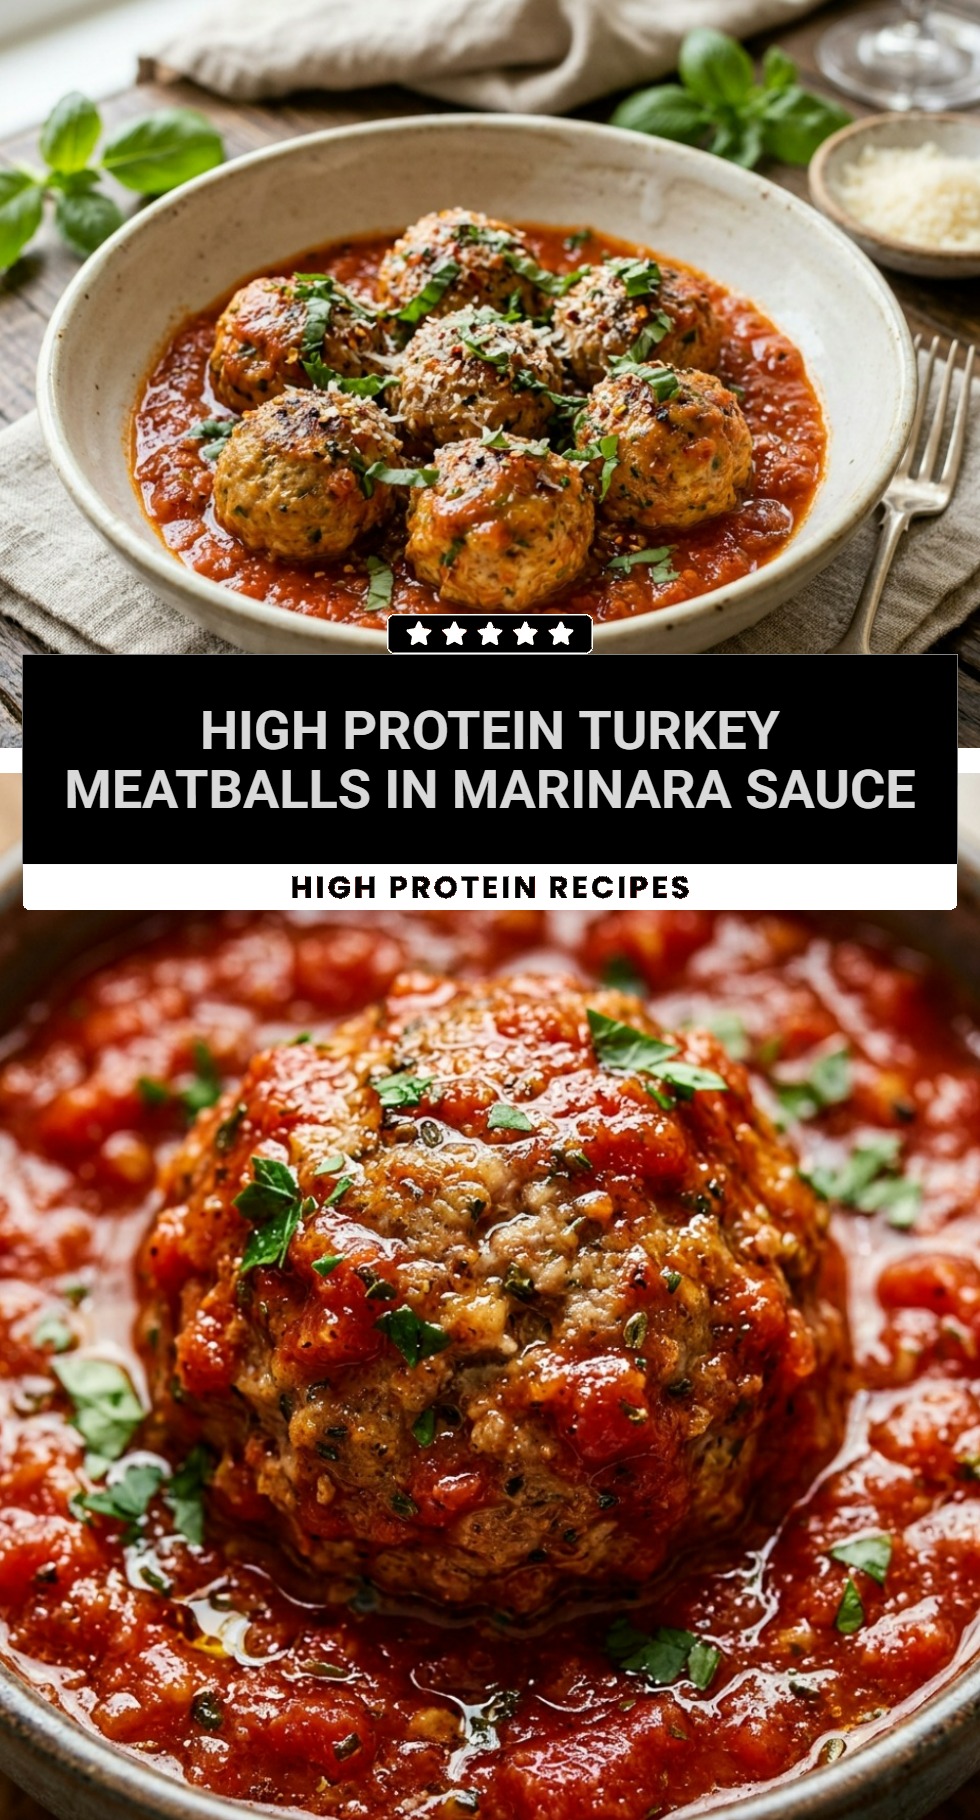 HIGH PROTEIN TURKEY
MEATBALLS IN MARINARA SAUCE
HIGH PROTEIN RECIPES